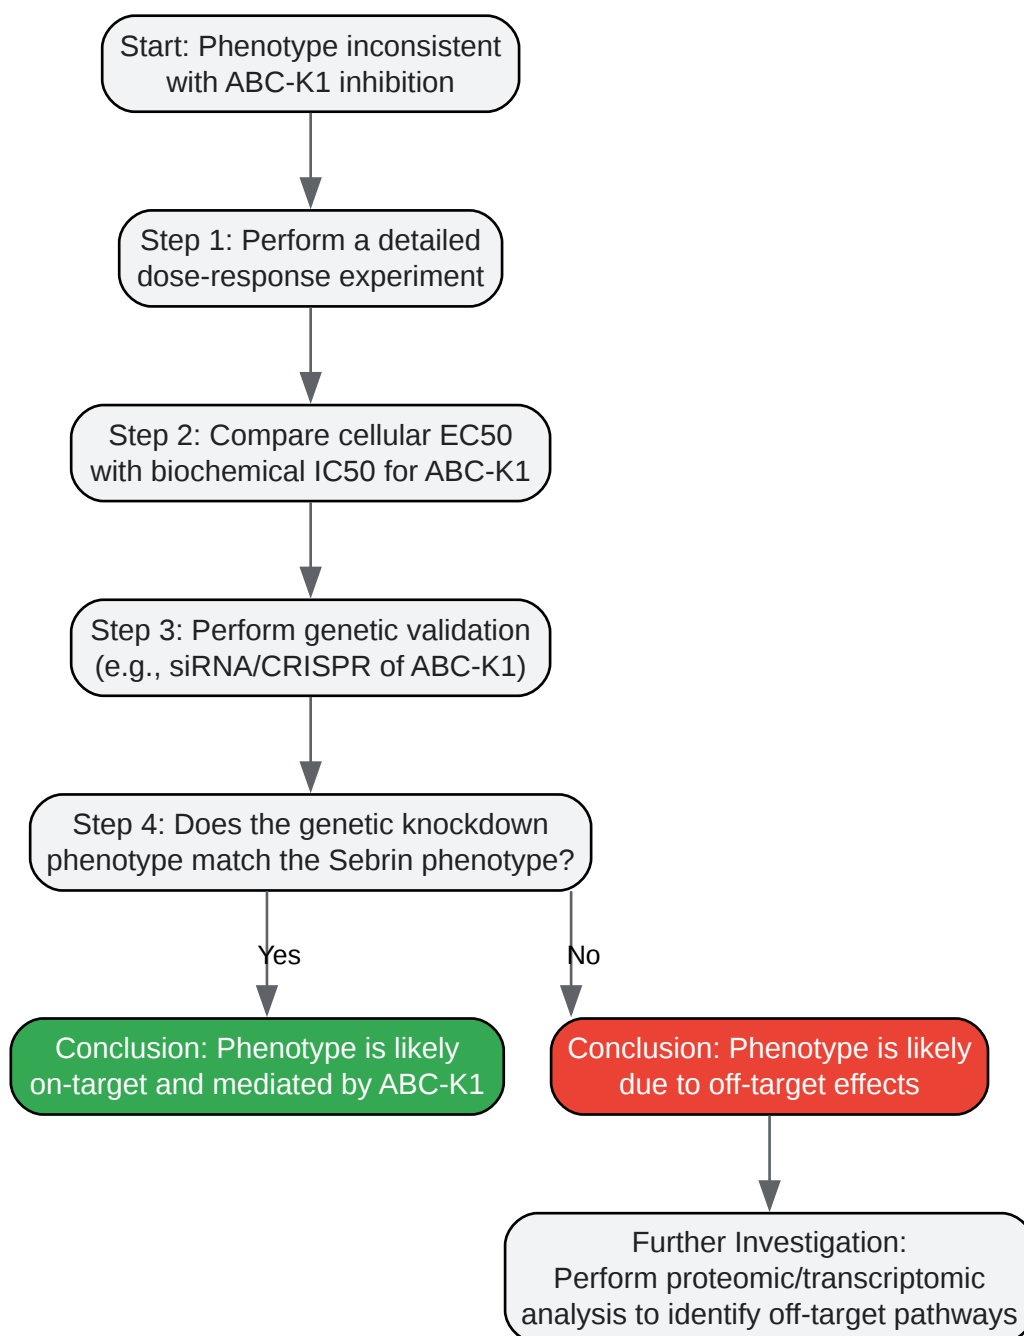 Start: Phenotype inconsistent
with ABC-K1 inhibition
Step 1: Perform a detailed
dose-response experiment
Step 2: Compare cellular EC50
with biochemical IC50 for ABC-K1
Step 3: Perform genetic validation
(e.g., siRNA/CRISPR of ABC-K1)
Step 4: Does the genetic knockdown
phenotype match the Sebrin phenotype?
Yes
No
Conclusion: Phenotype is likely
on-target and mediated by ABC-K1
Conclusion: Phenotype is likely
due to off-target effects
Further Investigation:
Perform proteomic/transcriptomic
analysis to identify off-target pathways